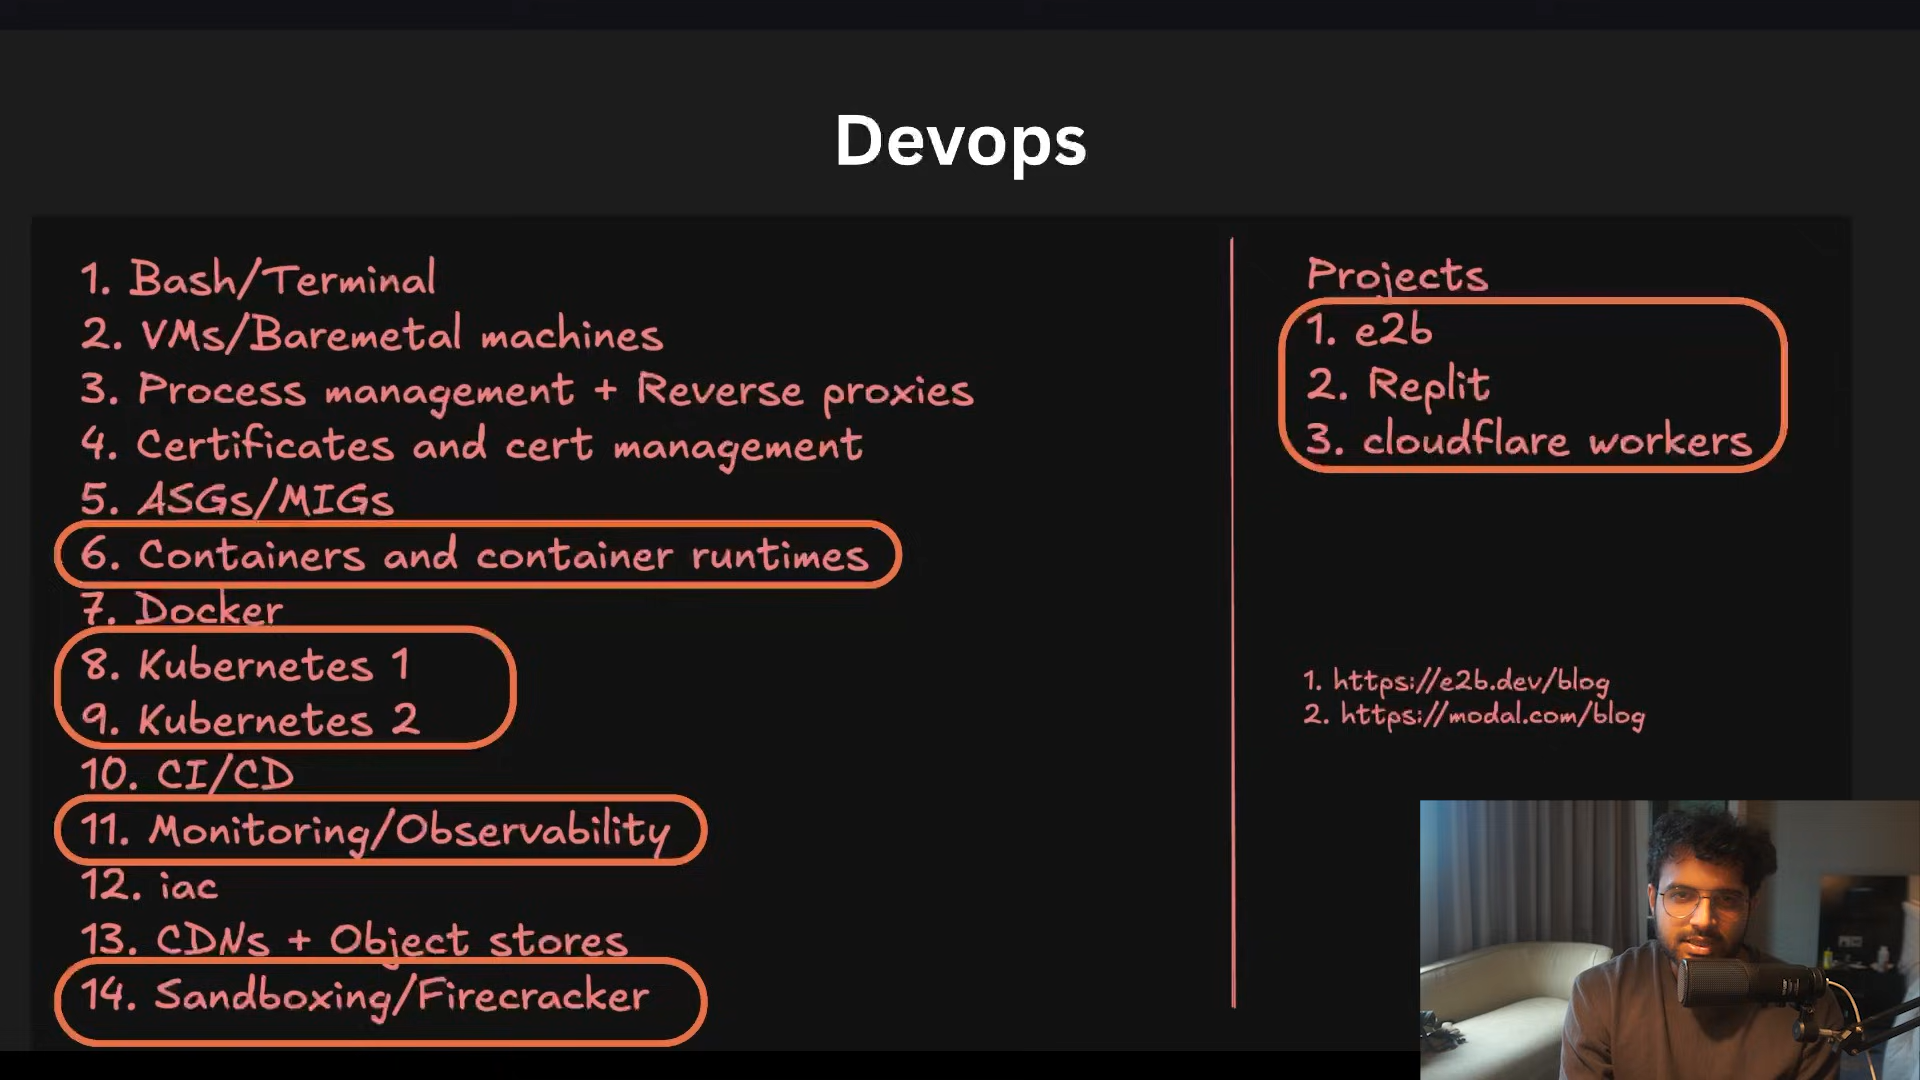 Devops
1. Bash/Terminal
2. VMs/Baremetal machines
3. Process management + Reverse proxies
4. Certificates and cert management
5. ASGs/MIGs
6. Containers and container runtimes
7. Docker
8. Kubernetes 1
9. Kubernetes 2
10. CI/CD
11. Monitoring/Observability
12. iac
13. CDNs + Object stores
14. Sandboxing/Firecracker
Projects
1. e2b
2. Replit
3. cloudflare workers
1. https://e2b.dev/blog
2. https://modal.com/blog